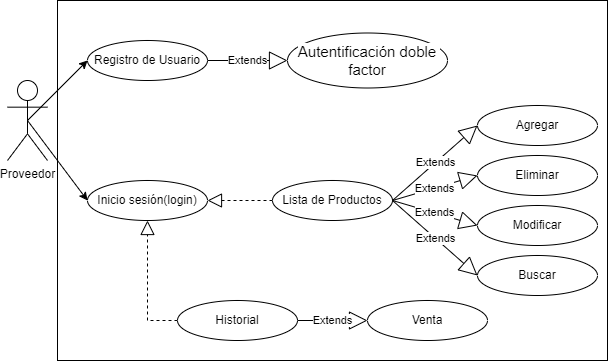 Registro de Usuario
Extends
Autentificación doble
factor
Proveedor
Inicio sesión(login)
Lista de Productos
Extends
Agregar
Extends
Eliminar
Extends
Modificar
Extends
Buscar
Historial
Extends
Venta